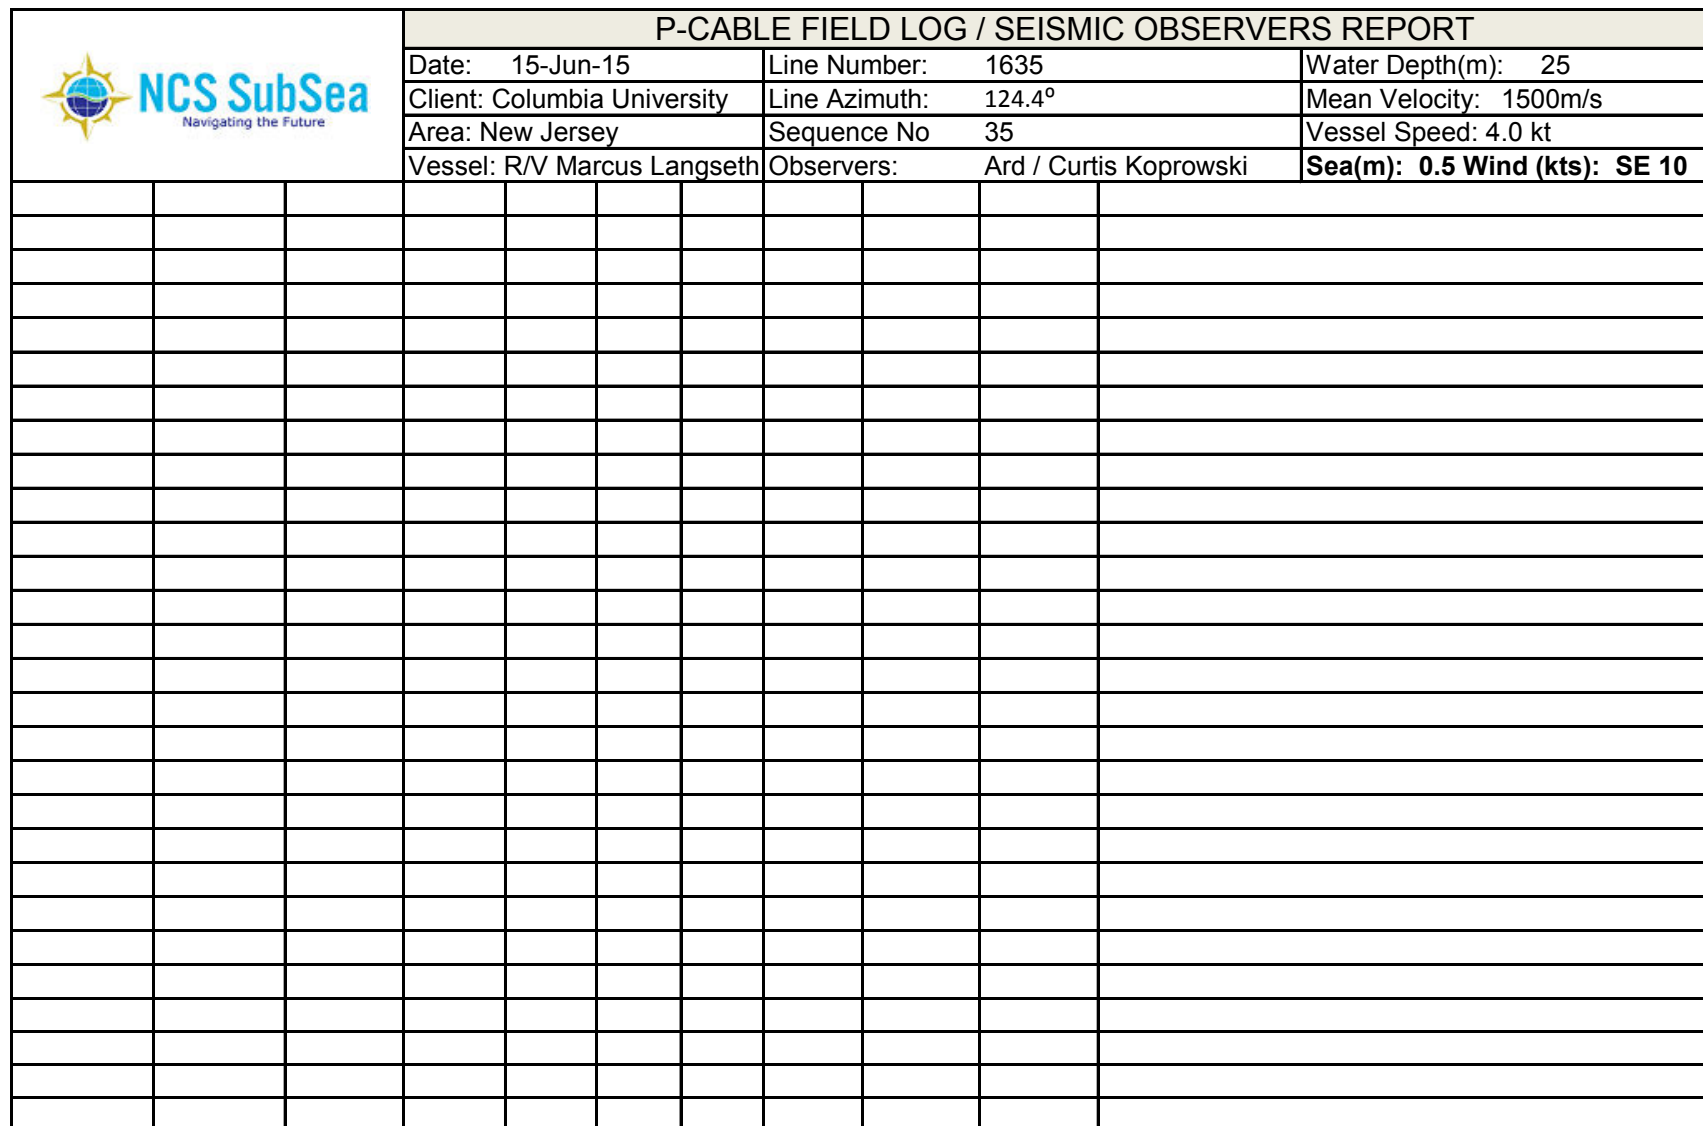 P-CABLE FIELD LOG / SEISMIC OBSERVERS REPORT
NCS SubSea
Navigating the Future
Date: 15-Jun-15 Line Number: 1635 Water Depth(m): 25
Client: Columbia University Line Azimuth: 124.4⁰ Mean Velocity: 1500m/s
Area: New Jersey Sequence No 35 Vessel Speed: 4.0 kt
Vessel: R/V Marcus Langseth Observers: Ard / Curtis Koprowski Sea(m): 0.5 Wind (kts): SE 10